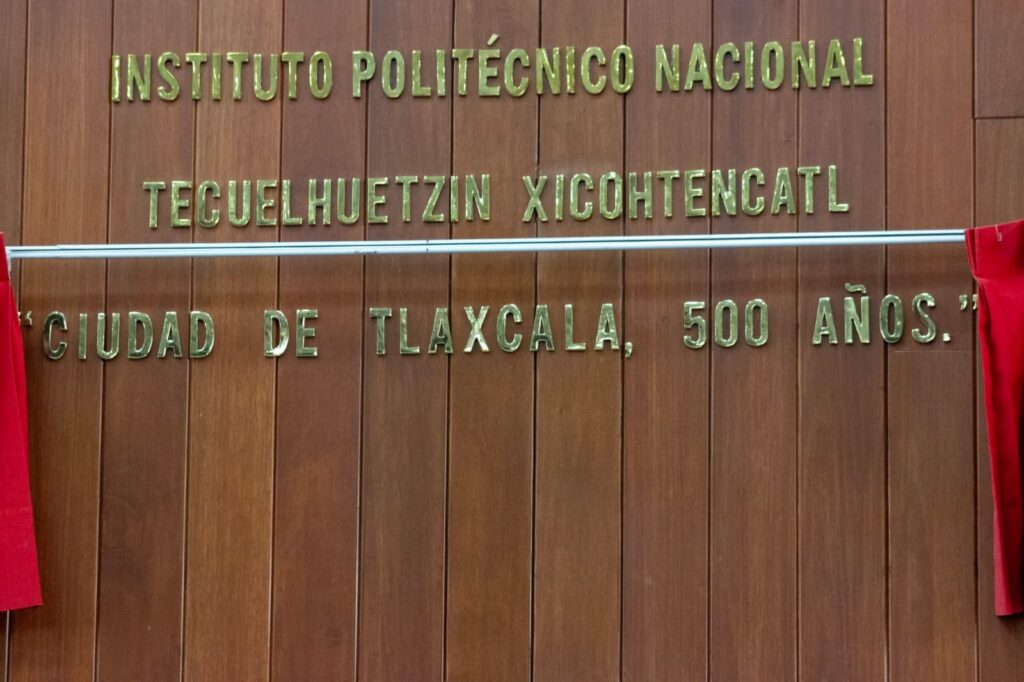 INSTITUTO POLITÉCNICO NACIONAL
TECUELHUETZIN XICOHTENCATL
“CIUDAD DE TLAXCALA, 500 AÑOS.”